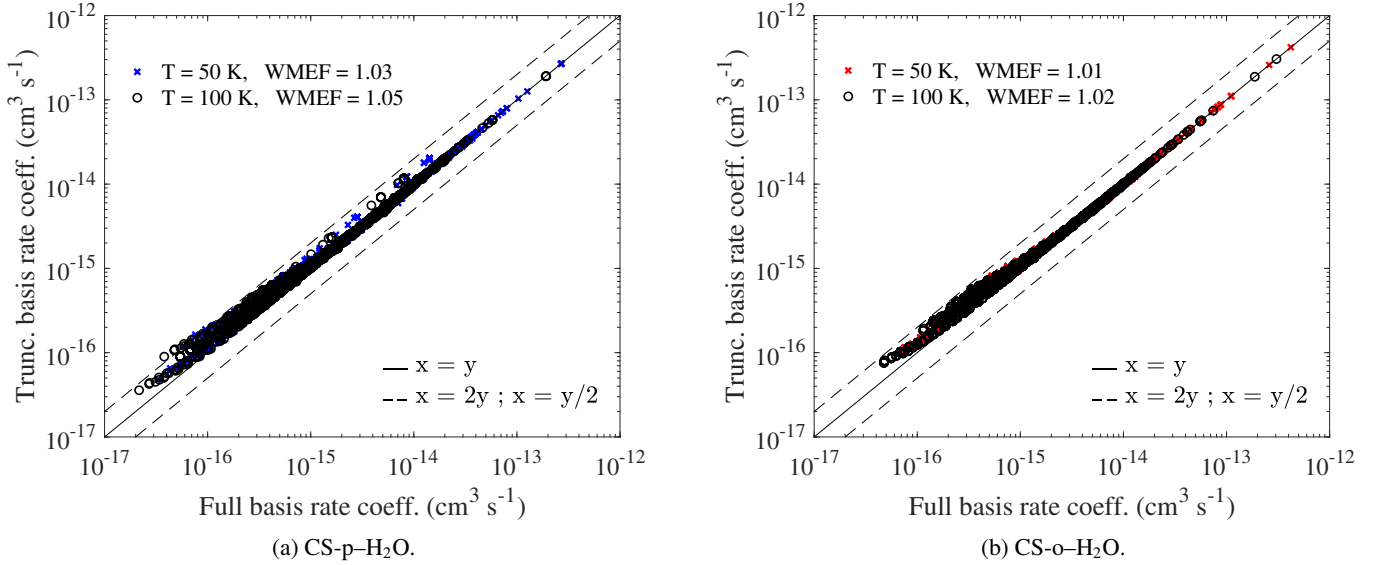 10^-12
10^-13
10^-14
10^-15
10^-16
10^-17
Trunc. basis rate coeff. (cm^3 s^-1)
T = 50 K, WMEF = 1.03
T = 100 K, WMEF = 1.05
x = y
x = 2y ; x = y/2
10^-17 10^-16 10^-15 10^-14 10^-13 10^-12
Full basis rate coeff. (cm^3 s^-1)
(a) CS-p–H₂O.
10^-12
10^-13
10^-14
10^-15
10^-16
10^-17
Trunc. basis rate coeff. (cm^3 s^-1)
T = 50 K, WMEF = 1.01
T = 100 K, WMEF = 1.02
x = y
x = 2y ; x = y/2
10^-17 10^-16 10^-15 10^-14 10^-13 10^-12
Full basis rate coeff. (cm^3 s^-1)
(b) CS-o–H₂O.